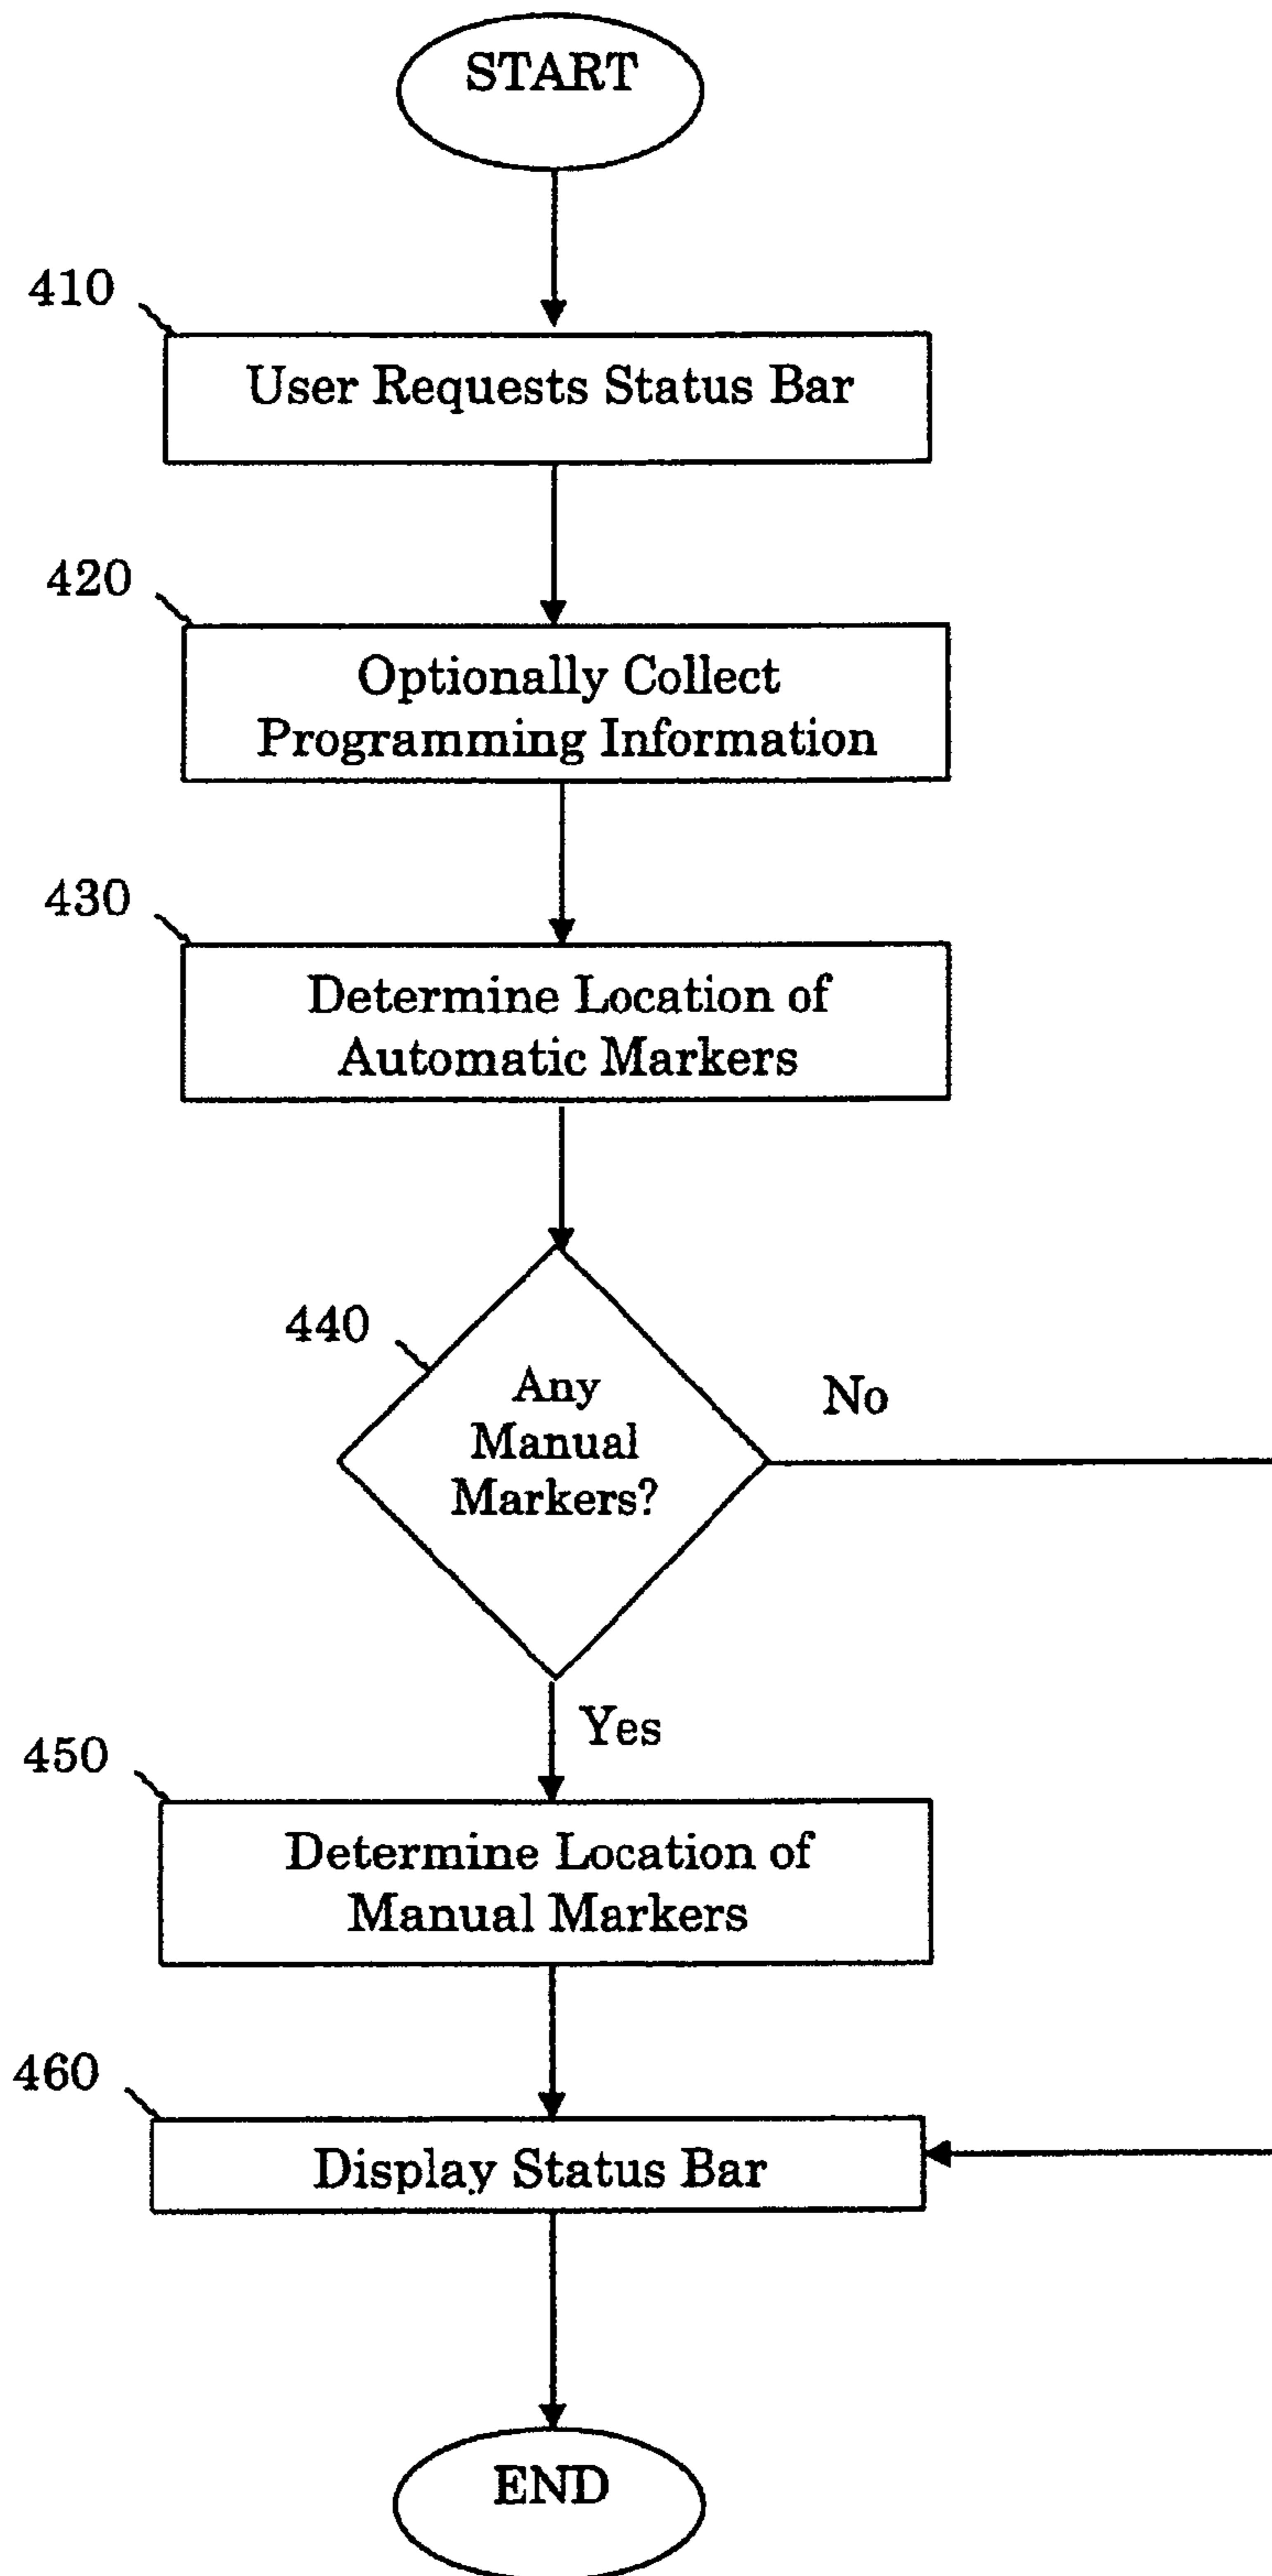 START
410
User Requests Status Bar
420
Optionally Collect
Programming Information
430
Determine Location of
Automatic Markers
440
Any
Manual
Markers?
No
Yes
450
Determine Location of
Manual Markers
460
Display Status Bar
END